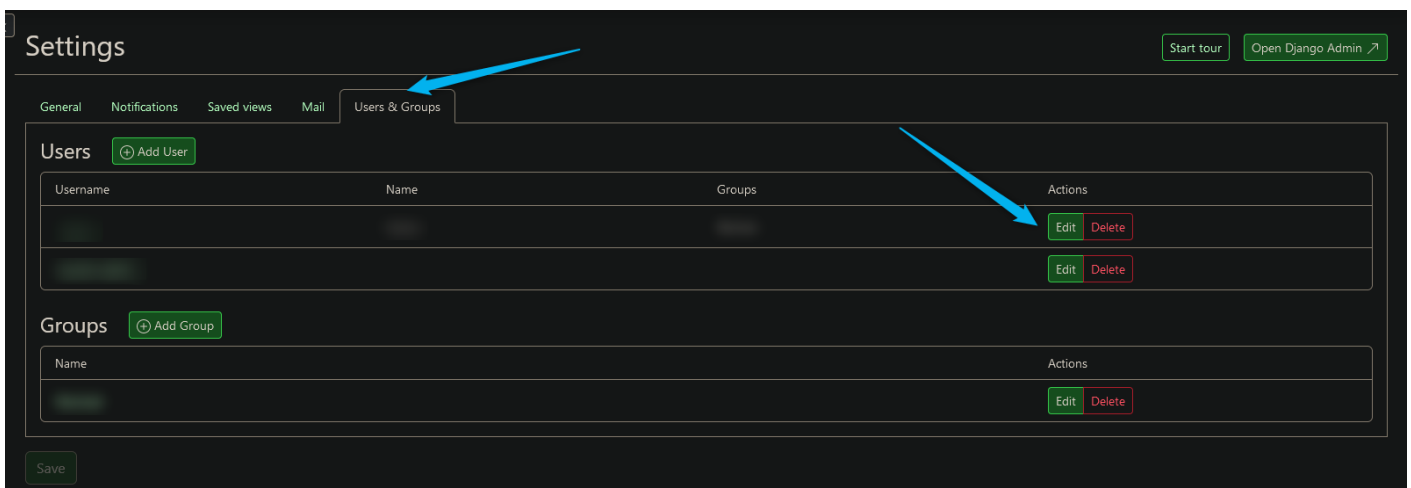 Settings
Start tour
Open Django Admin
General Notifications Saved views Mail Users & Groups
Users
Add User
Username Name Groups Actions
Edit Delete
Edit Delete
Groups
Add Group
Name Actions
Edit Delete
Save